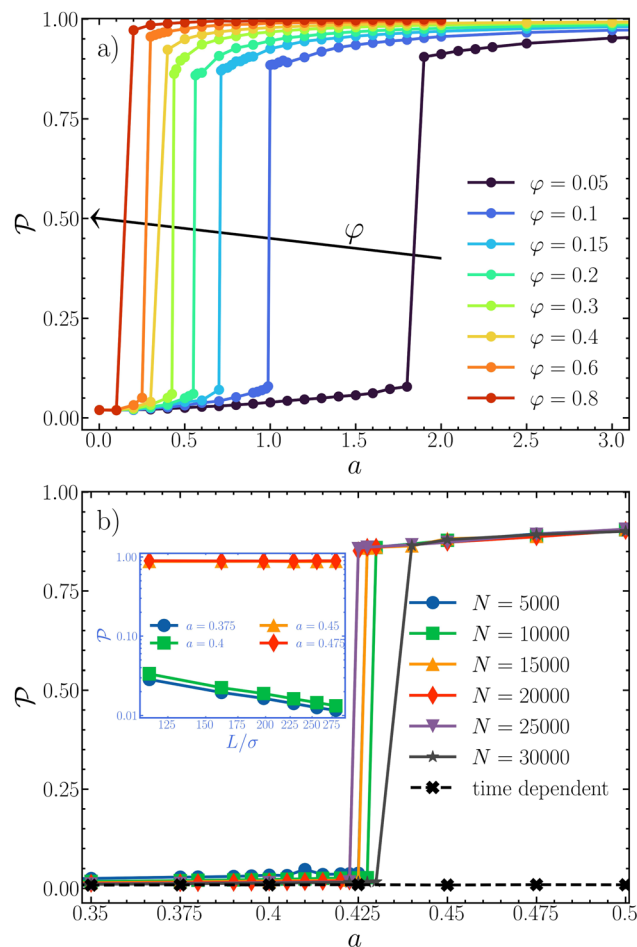 a)
1.00
0.75
0.50
0.25
0.00
𝒫
φ
φ = 0.05
φ = 0.1
φ = 0.15
φ = 0.2
φ = 0.3
φ = 0.4
φ = 0.6
φ = 0.8
0.0 0.5 1.0 1.5 2.0 2.5 3.0
a
b)
1.00
0.75
0.50
0.25
0.00
𝒫
1.00
0.10
0.01
𝒫
a = 0.375
a = 0.4
a = 0.45
a = 0.475
125 150 175 200 225 250 275
L/σ
N = 5000
N = 10000
N = 15000
N = 20000
N = 25000
N = 30000
time dependent
0.35 0.375 0.4 0.425 0.45 0.475 0.5
a